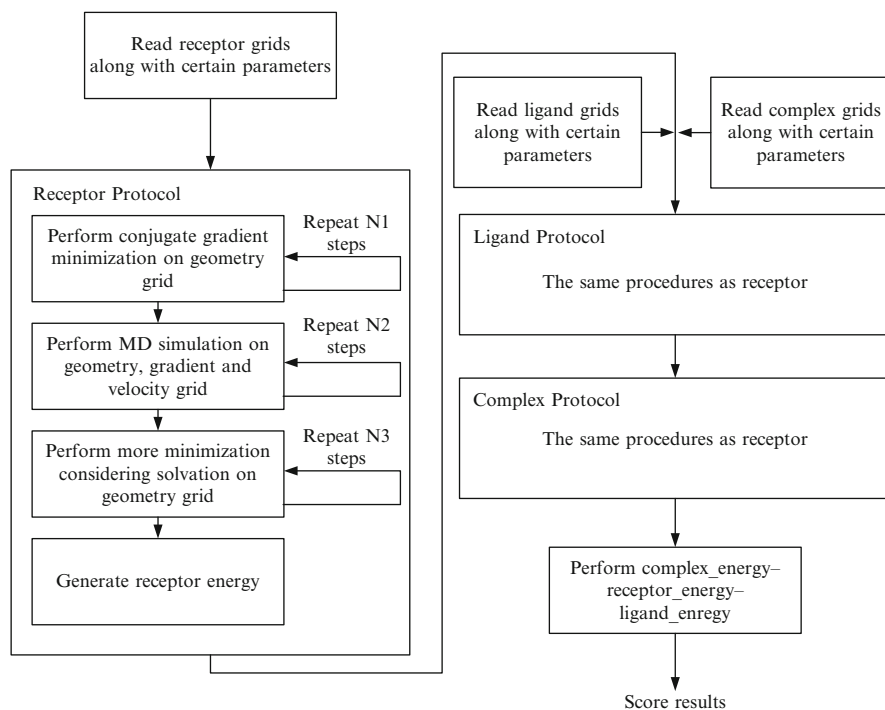 Read receptor grids
along with certain parameters
Receptor Protocol
Perform conjugate gradient
minimization on geometry
grid
Repeat N1
steps
Perform MD simulation on
geometry, gradient and
velocity grid
Repeat N2
steps
Perform more minimization
considering solvation on
geometry grid
Repeat N3
steps
Generate receptor energy
Read ligand grids
along with certain
parameters
Read complex grids
along with certain
parameters
Ligand Protocol
The same procedures as receptor
Complex Protocol
The same procedures as receptor
Perform complex_energy–
receptor_energy–
ligand_enregy
Score results